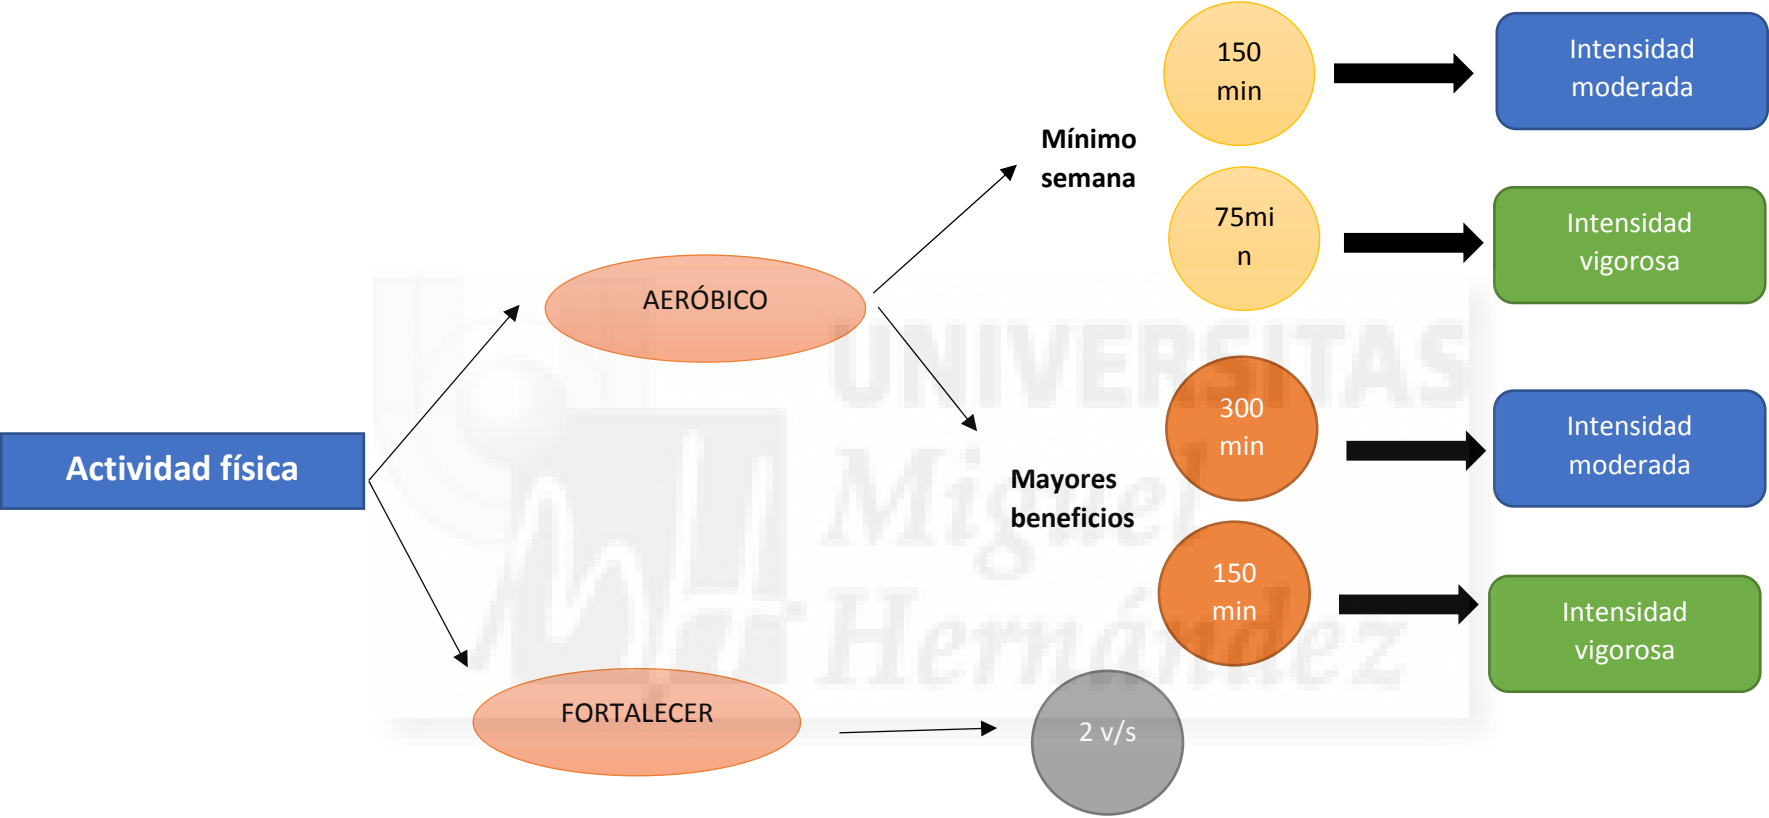 150
min
Intensidad
moderada
Mínimo
semana
75mi
n
Intensidad
vigorosa
AERÓBICO
UNIVERSITAS
Miguel
Hernández
300
min
Intensidad
moderada
Actividad física
Mayores
beneficios
150
min
Intensidad
vigorosa
FORTALECER
2 v/s